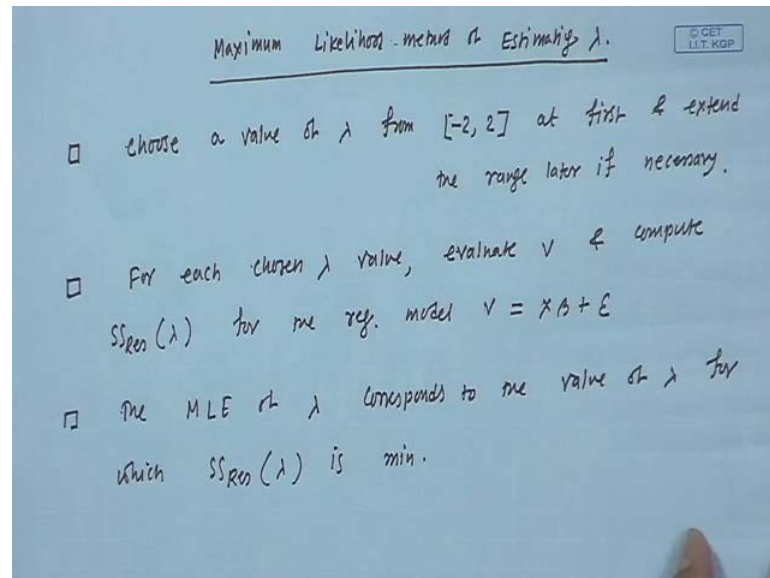 Maximum Likelihood method of Estimating λ.
© CET
I.I.T. KGP
□ choose a value of λ from [-2, 2] at first & extend
the range later if necessary.
□ For each chosen λ value, evaluate V & compute
SS_Res(λ) for the reg. model V = Xβ + ε
□ The MLE of λ corresponds to the value of λ for
which SS_Res(λ) is min.